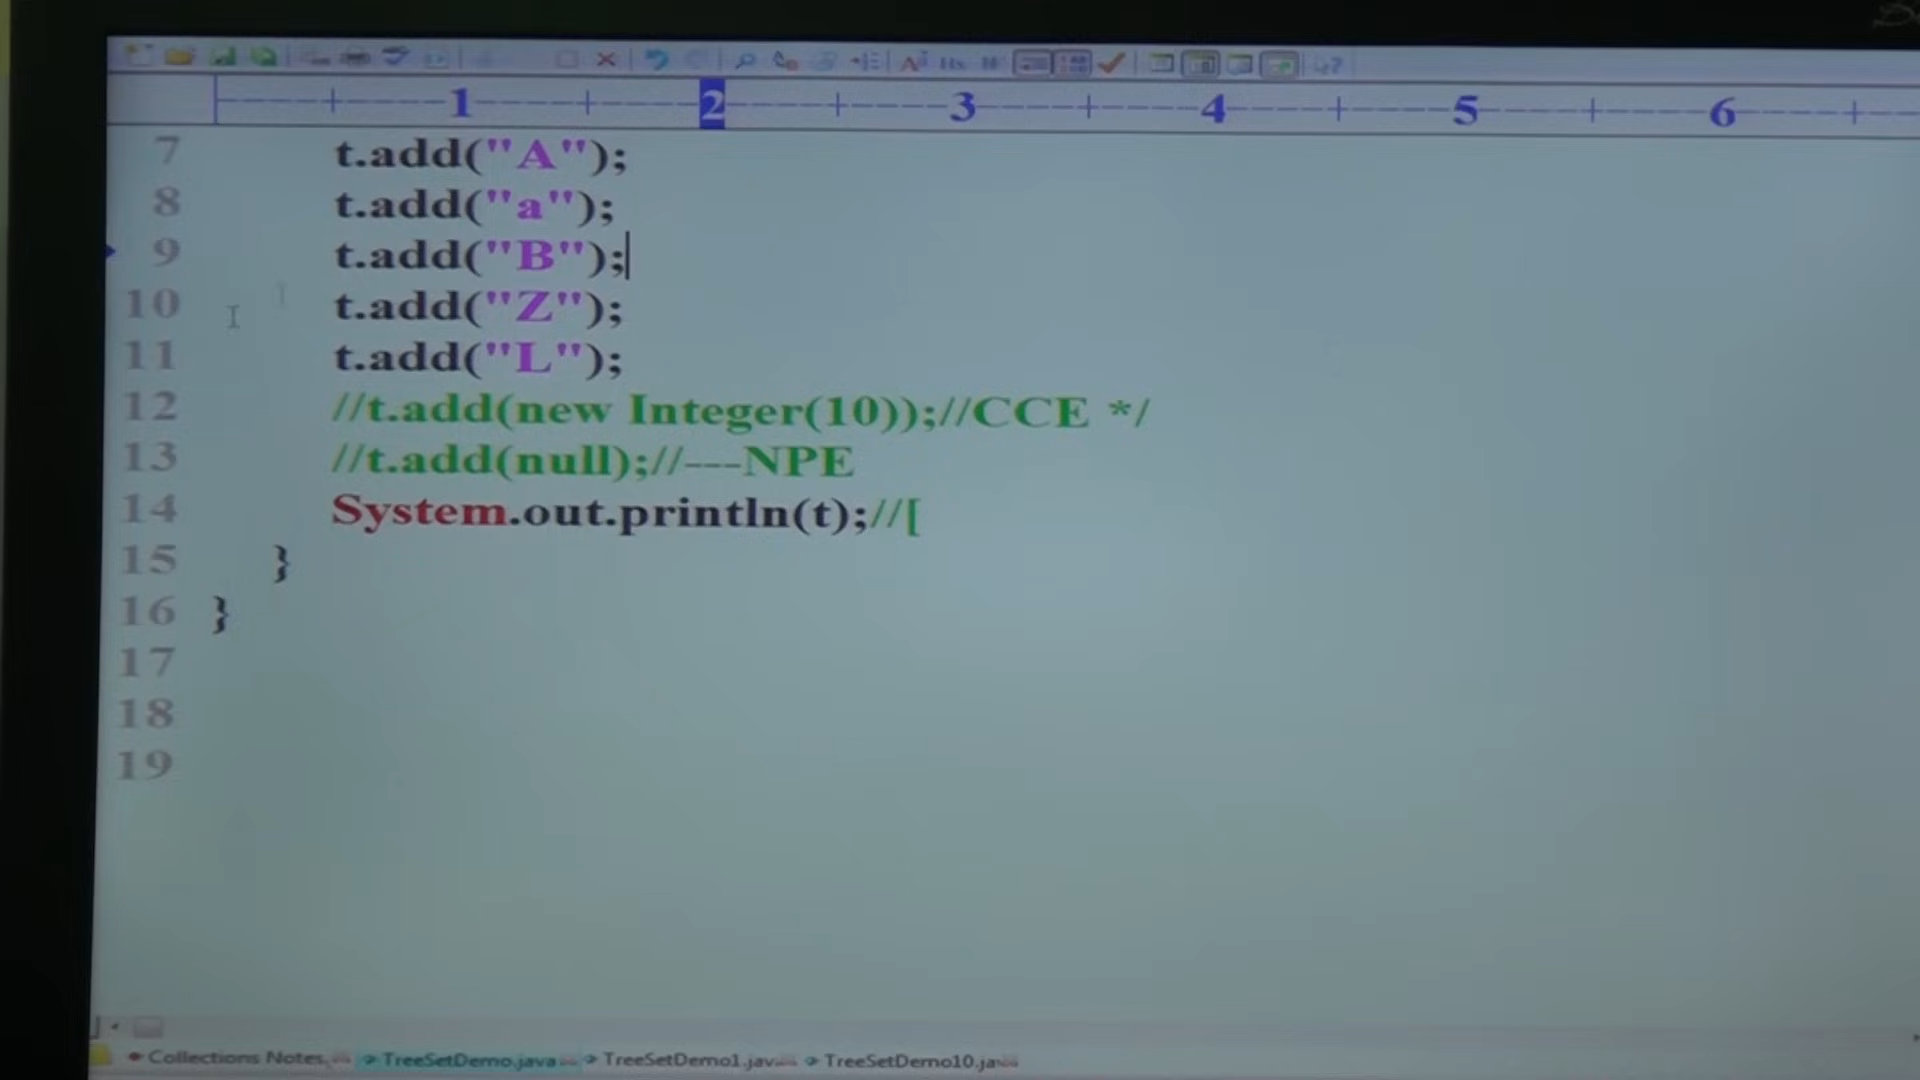 1 2 3 4 5 6
7 t.add("A");
8 t.add("a");
9 t.add("B");
10 t.add("Z");
11 t.add("L");
12 //t.add(new Integer(10));//CCE */
13 //t.add(null);//---NPE
14 System.out.println(t);//[
15 }
16 }
17
18
19
Collections Notes. TreeSetDemo.java TreeSetDemo1.java TreeSetDemo10.java